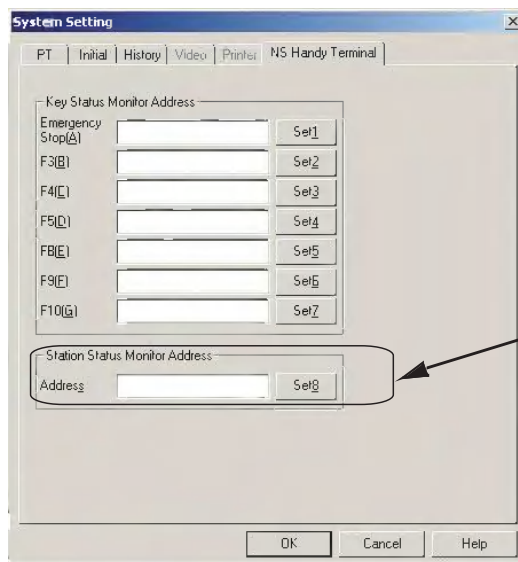 System Setting
PT Initial History Video Printer NS Handy Terminal
Key Status Monitor Address
Emergency
Stop(A) Set1
F3(B) Set2
F4(C) Set3
F5(D) Set4
F8(E) Set5
F9(F) Set6
F10(G) Set7
Station Status Monitor Address
Address Set8
OK Cancel Help